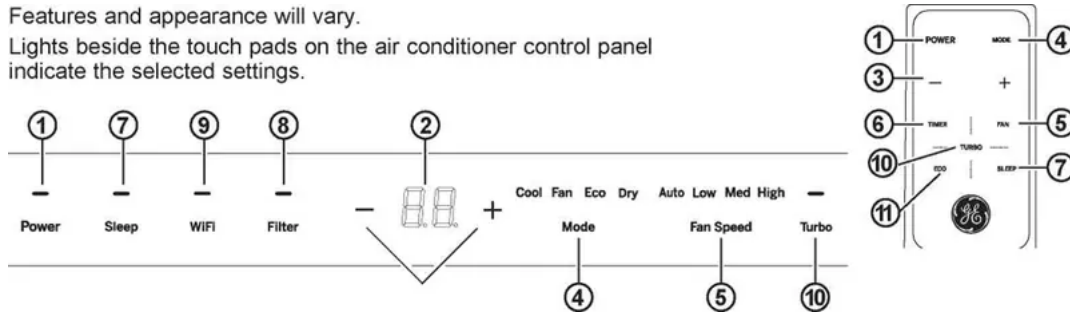 Features and appearance will vary.
Lights beside the touch pads on the air conditioner control panel
indicate the selected settings.
1 7 9 8 2
88
Cool Fan Eco Dry Auto Low Med High
− +
Power Sleep WiFi Filter Mode Fan Speed Turbo
4 5 10
1 POWER MODE 4
3 − +
6 TIMER FAN 5
10 TURBO
ECO SLEEP 7
11
GE